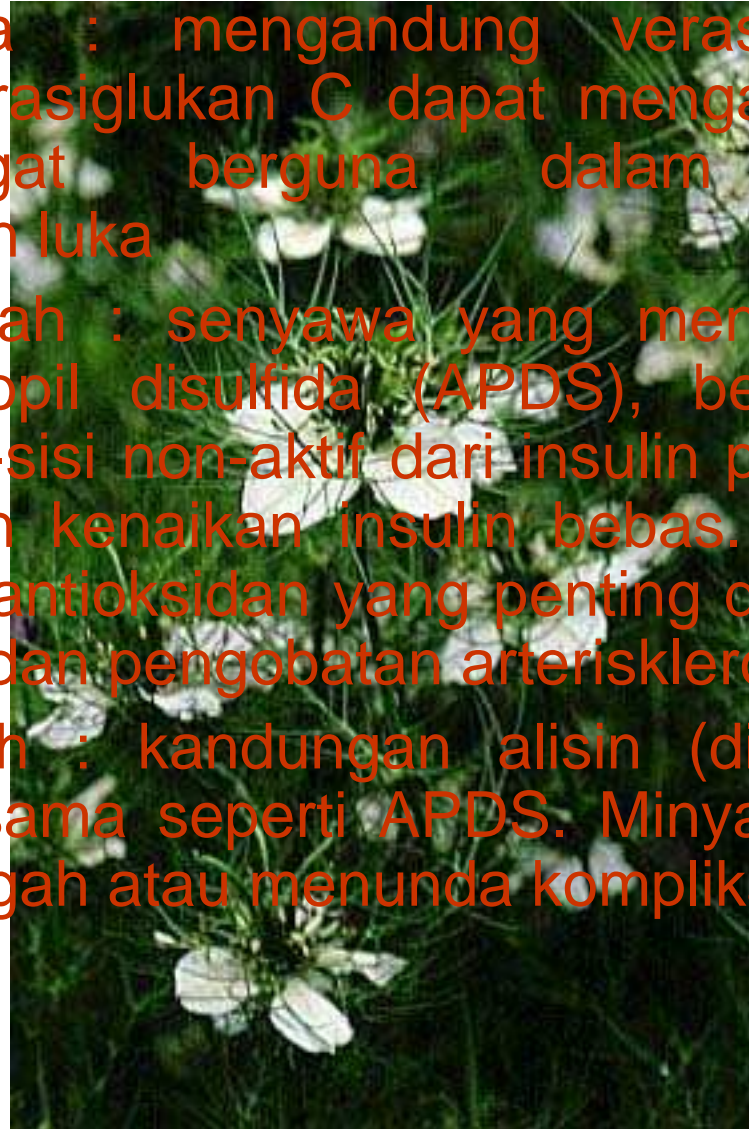 a : mengandung veras
rasiglukan C dapat menga
gat berguna dalam
n luka
ah : senyawa yang men
opil disulfida (APDS), be
-sisi non-aktif dari insulin p
n kenaikan insulin bebas.
antioksidan yang penting d
dan pengobatan arterisklero
h : kandungan alisin (di
sama seperti APDS. Minya
gah atau menunda komplik